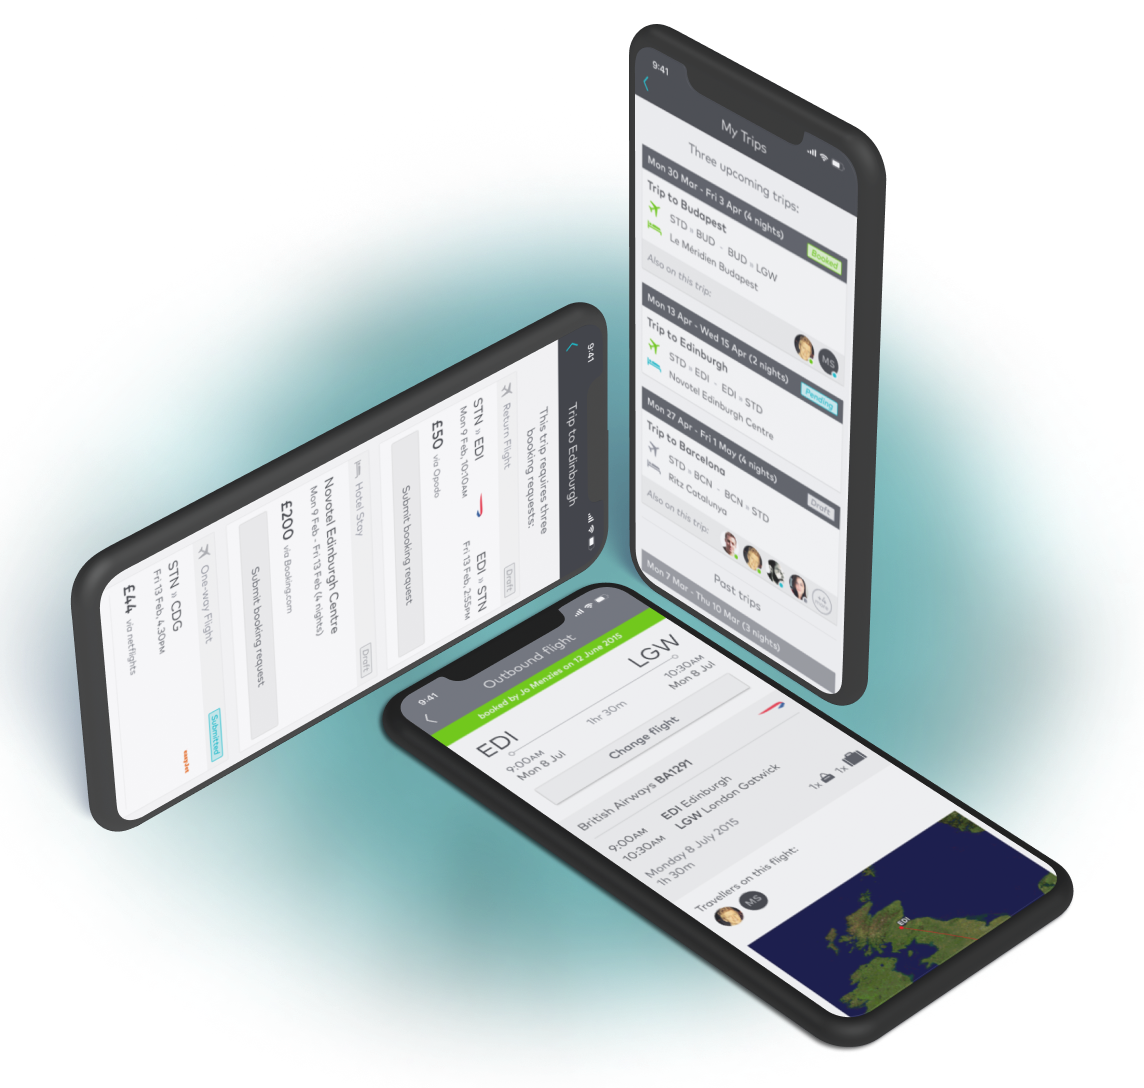 9:41
My Trips
Three upcoming trips:
Mon 30 Mar - Fri 3 Apr (4 nights)
Trip to Budapest
Booked
STD » BUD - BUD » LGW
Le Méridien Budapest
Also on this trip:
MS
Mon 13 Apr - Wed 15 Apr (2 nights)
Trip to Edinburgh
Pending
STD » EDI - EDI » STD
Novotel Edinburgh Centre
Mon 27 Apr - Fri 1 May (4 nights)
Trip to Barcelona
Draft
STD » BCN - BCN » STD
Ritz Catalunya
Also on this trip:
+4
Past trips
Mon 7 Mar - Thu 10 Mar (3 nights)
9:41
Trip to Edinburgh
This trip requires three
booking requests:
Return Flight
Draft
STN » EDI
EDI » STN
Mon 9 Feb, 10:10AM
Fri 13 Feb, 2:55PM
£50 via Opodo
Submit booking request
Hotel Stay
Draft
Novotel Edinburgh Centre
Mon 9 Feb - Fri 13 Feb (4 nights)
£200 via Booking.com
Submit booking request
One-way Flight
Submitted
STN » CDG
Fri 13 Feb, 4.30PM
easyJet
£44 via netflights
9:41
Outbound flight
booked by Jo Menzies on 12 June 2015
EDI
LGW
9:00AM
Mon 8 Jul
1hr 30m
10:30AM
Mon 8 Jul
Change flight
British Airways BA1291
9:00AM EDI Edinburgh
10:30AM LGW London Gatwick
Monday 8 July 2015
1h 30m
1x 1x
Travellers on this flight:
MS
EDI